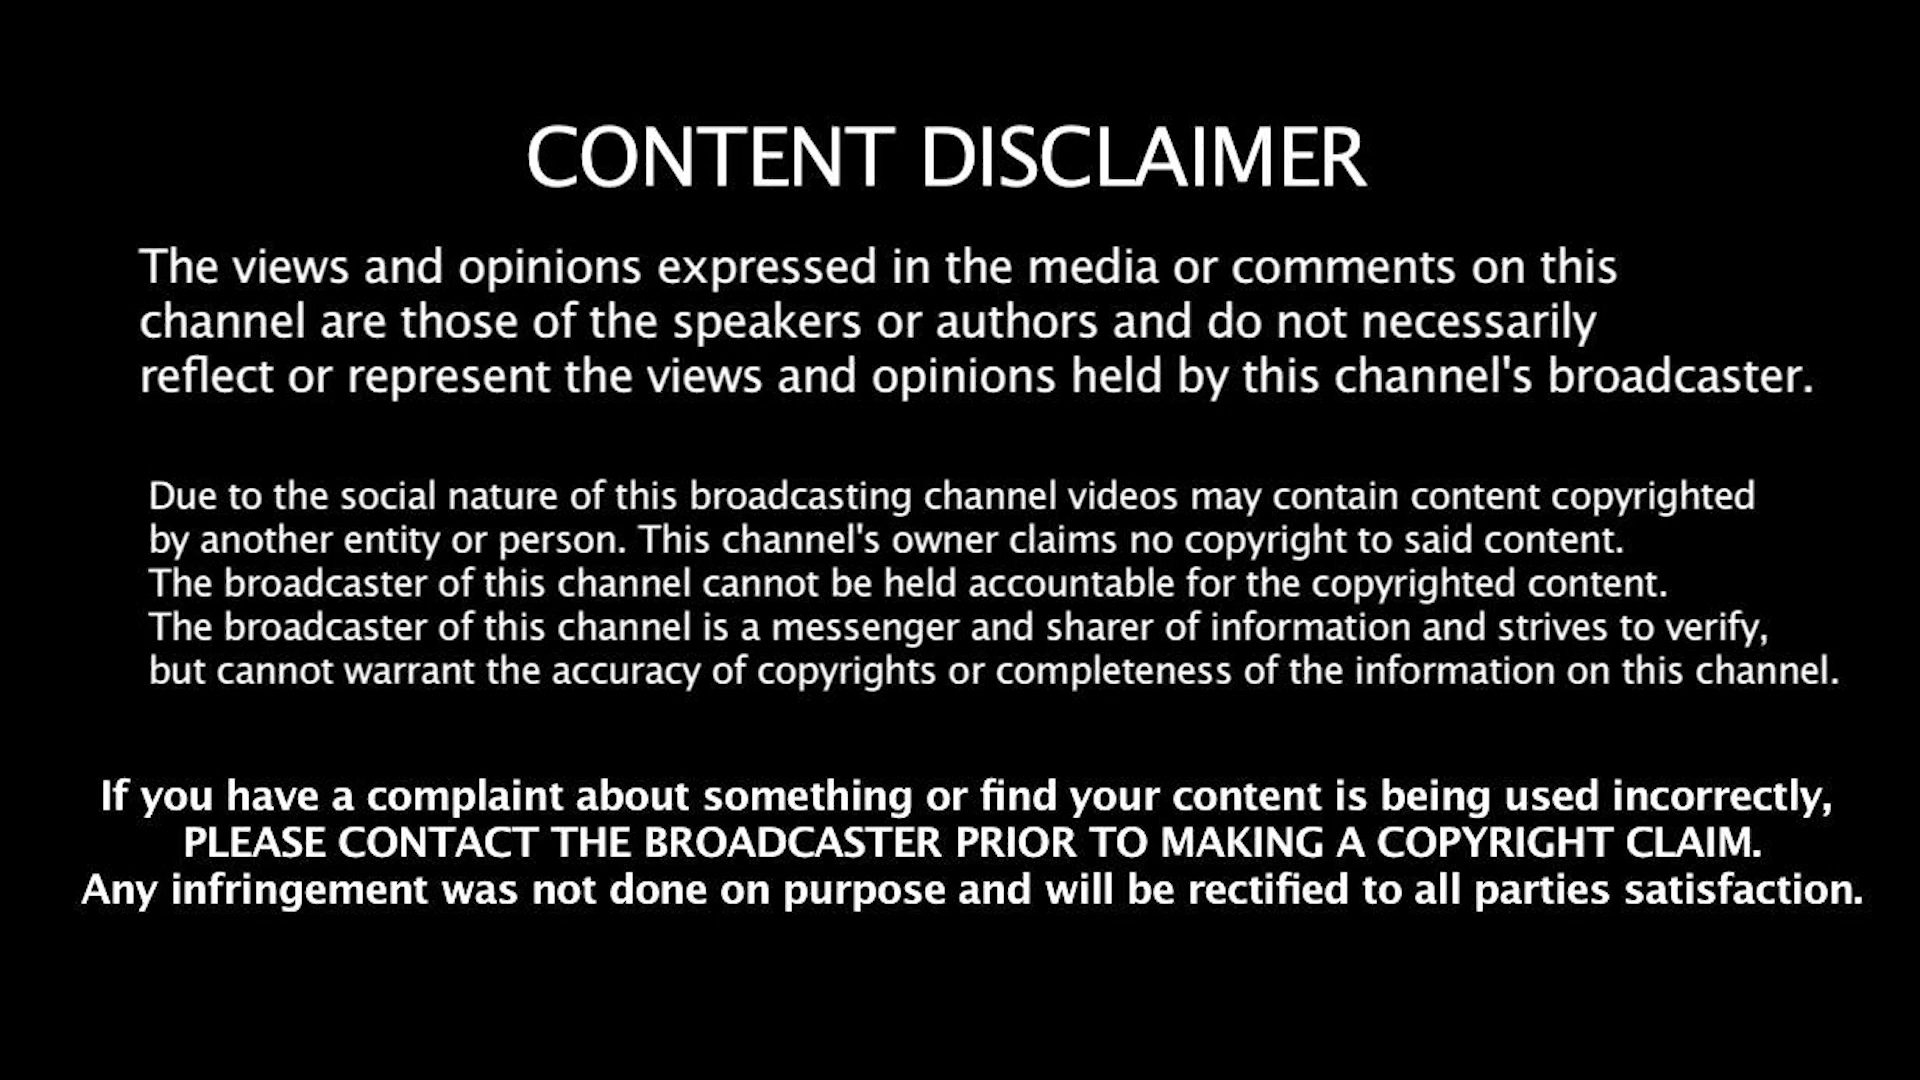 CONTENT DISCLAIMER
The views and opinions expressed in the media or comments on this
channel are those of the speakers or authors and do not necessarily
reflect or represent the views and opinions held by this channel's broadcaster.
Due to the social nature of this broadcasting channel videos may contain content copyrighted
by another entity or person. This channel's owner claims no copyright to said content.
The broadcaster of this channel cannot be held accountable for the copyrighted content.
The broadcaster of this channel is a messenger and sharer of information and strives to verify,
but cannot warrant the accuracy of copyrights or completeness of the information on this channel.
If you have a complaint about something or find your content is being used incorrectly,
PLEASE CONTACT THE BROADCASTER PRIOR TO MAKING A COPYRIGHT CLAIM.
Any infringement was not done on purpose and will be rectified to all parties satisfaction.